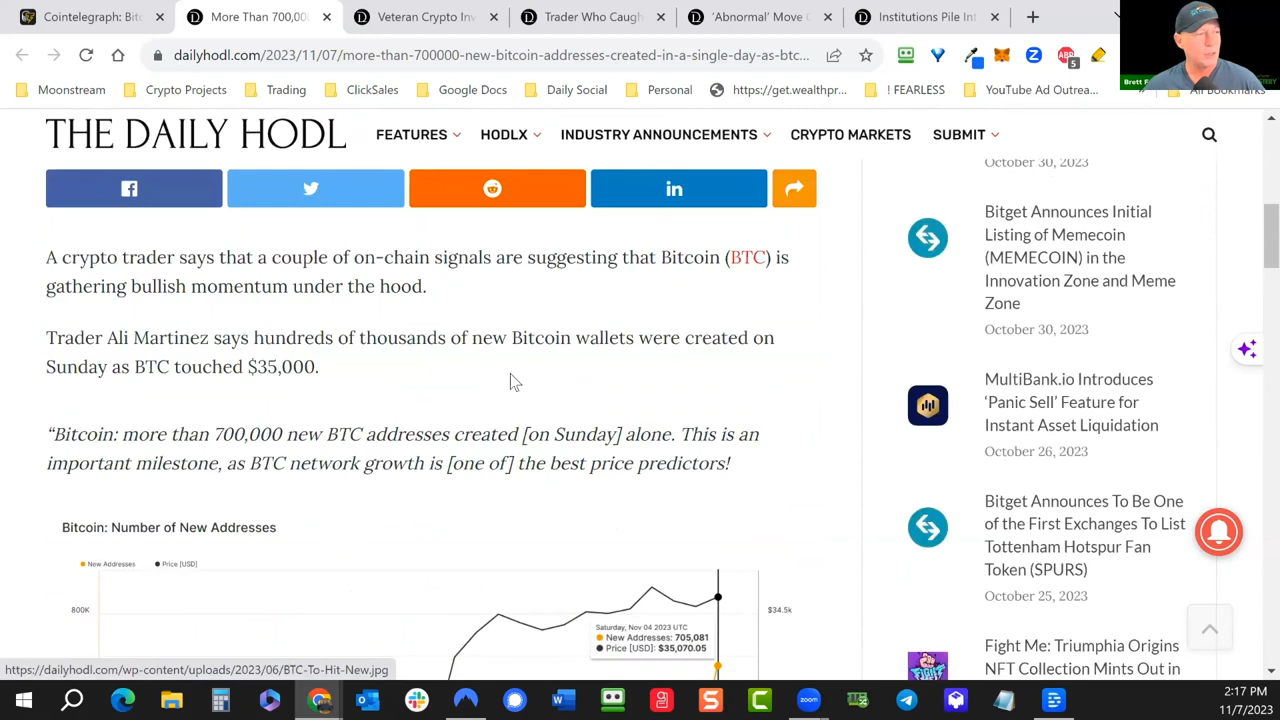 Cointelegraph: Bitc
More Than 700,00
Veteran Crypto Inv
Trader Who Caugh
'Abnormal' Move C
Institutions Pile Int
dailyhodl.com/2023/11/07/more-than-700000-new-bitcoin-addresses-created-in-a-single-day-as-btc...
ABP
5
Moonstream
Crypto Projects
Trading
ClickSales
Google Docs
Daily Social
Personal
https://get.wealthpr...
! FEARLESS
YouTube Ad Outrea...
All Bookmarks
Brett F
THE DAILY HODL
FEATURES
HODLX
INDUSTRY ANNOUNCEMENTS
CRYPTO MARKETS
SUBMIT
A crypto trader says that a couple of on-chain signals are suggesting that Bitcoin (BTC) is
gathering bullish momentum under the hood.
Trader Ali Martinez says hundreds of thousands of new Bitcoin wallets were created on
Sunday as BTC touched $35,000.
“Bitcoin: more than 700,000 new BTC addresses created [on Sunday] alone. This is an
important milestone, as BTC network growth is [one of] the best price predictors!
Bitcoin: Number of New Addresses
New Addresses
Price [USD]
800K
$34.5k
Saturday, Nov 04 2023 UTC
New Addresses: 705,081
Price [USD]: $35,070.05
October 30, 2023
Bitget Announces Initial
Listing of Memecoin
(MEMECOIN) in the
Innovation Zone and Meme
Zone
October 30, 2023
MultiBank.io Introduces
‘Panic Sell’ Feature for
Instant Asset Liquidation
October 26, 2023
Bitget Announces To Be One
of the First Exchanges To List
Tottenham Hotspur Fan
Token (SPURS)
October 25, 2023
Fight Me: Triumphia Origins
NFT Collection Mints Out in
https://dailyhodl.com/wp-content/uploads/2023/06/BTC-To-Hit-New.jpg
zoom
2:17 PM
11/7/2023